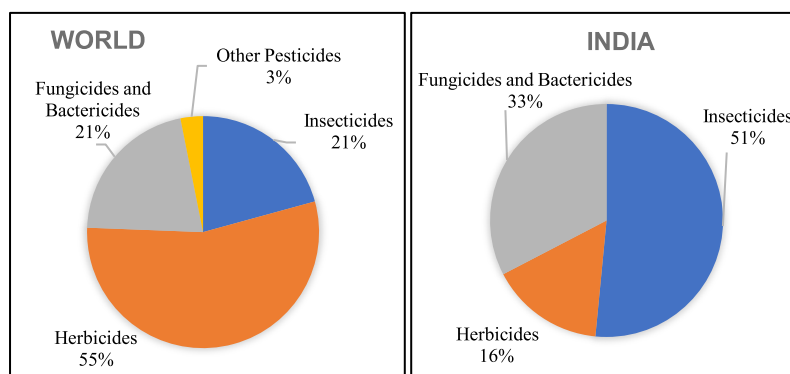 WORLD
Other Pesticides
3%
Fungicides and
Bactericides
21%
Insecticides
21%
Herbicides
55%
INDIA
Fungicides and Bactericides
33%
Insecticides
51%
Herbicides
16%